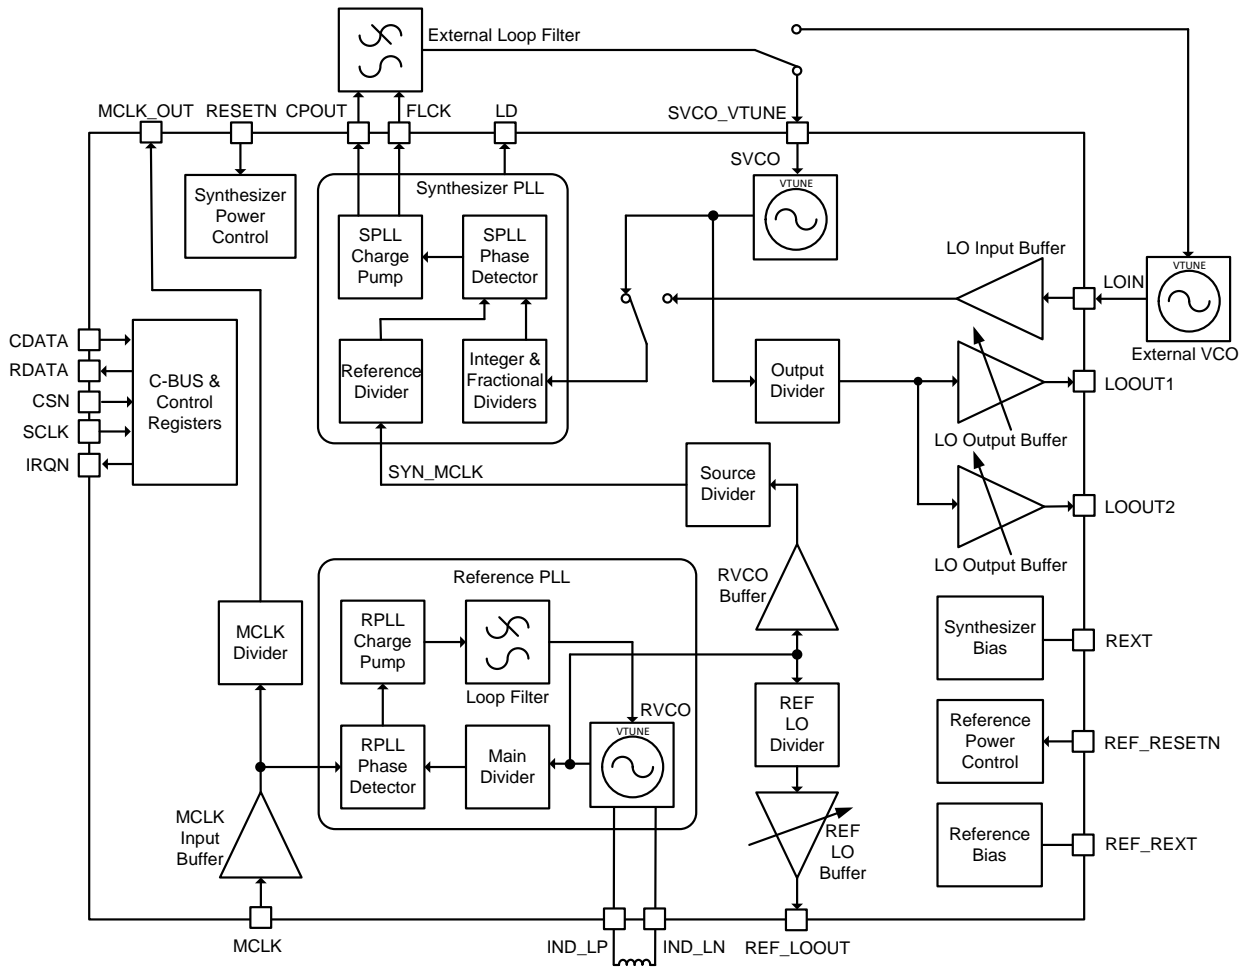 External Loop Filter
MCLK_OUT
RESETN
CPOUT
FLCK
LD
SVCO_VTUNE
SVCO
VTUNE
Synthesizer
Power
Control
Synthesizer PLL
SPLL
Charge
Pump
SPLL
Phase
Detector
LO Input Buffer
LOIN
VTUNE
External VCO
CDATA
RDATA
CSN
SCLK
IRQN
C-BUS &
Control
Registers
Reference
Divider
Integer &
Fractional
Dividers
Output
Divider
LOOUT1
LO Output Buffer
SYN_MCLK
Source
Divider
LOOUT2
LO Output Buffer
Reference PLL
RVCO
Buffer
MCLK
Divider
RPLL
Charge
Pump
Loop Filter
Synthesizer
Bias
REXT
RVCO
VTUNE
REF
LO
Divider
Reference
Power
Control
REF_RESETN
RPLL
Phase
Detector
Main
Divider
MCLK
Input
Buffer
REF
LO
Buffer
Reference
Bias
REF_REXT
MCLK
IND_LP
IND_LN
REF_LOOUT